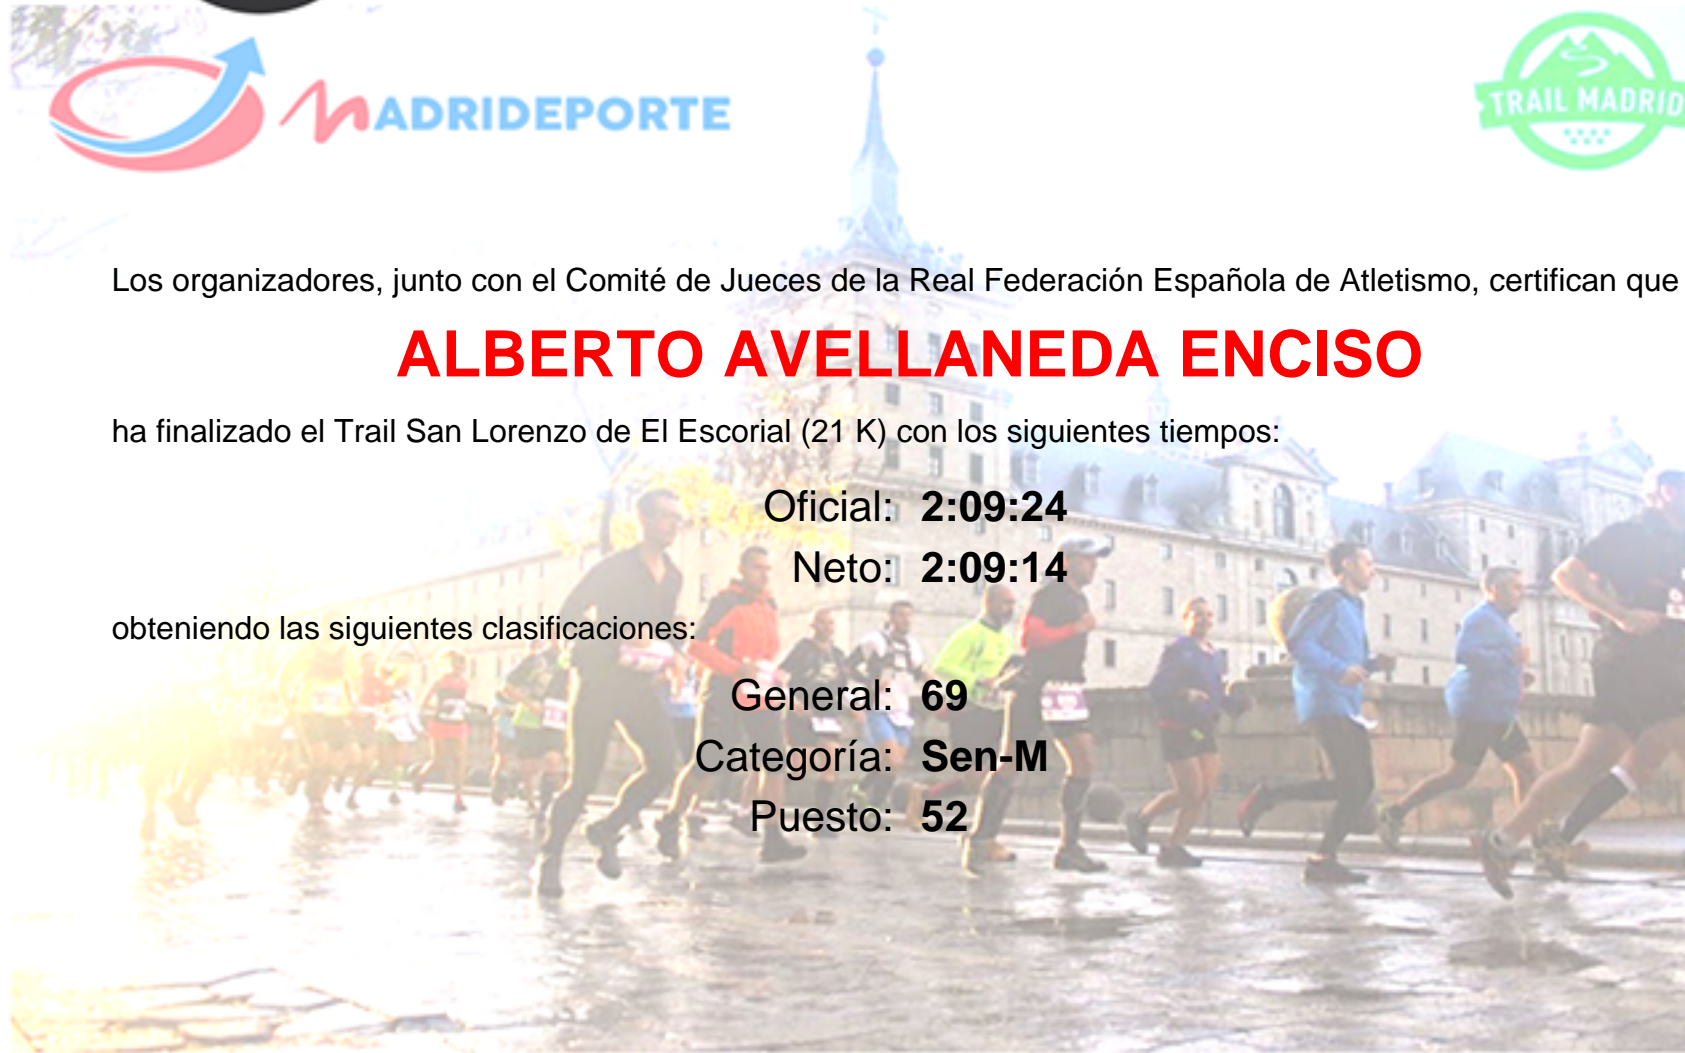 MADRIDEPORTE
TRAIL MADRID
Los organizadores, junto con el Comité de Jueces de la Real Federación Española de Atletismo, certifican que
ALBERTO AVELLANEDA ENCISO
ha finalizado el Trail San Lorenzo de El Escorial (21 K) con los siguientes tiempos:
Oficial: 2:09:24
Neto: 2:09:14
obteniendo las siguientes clasificaciones:
General: 69
Categoría: Sen-M
Puesto: 52